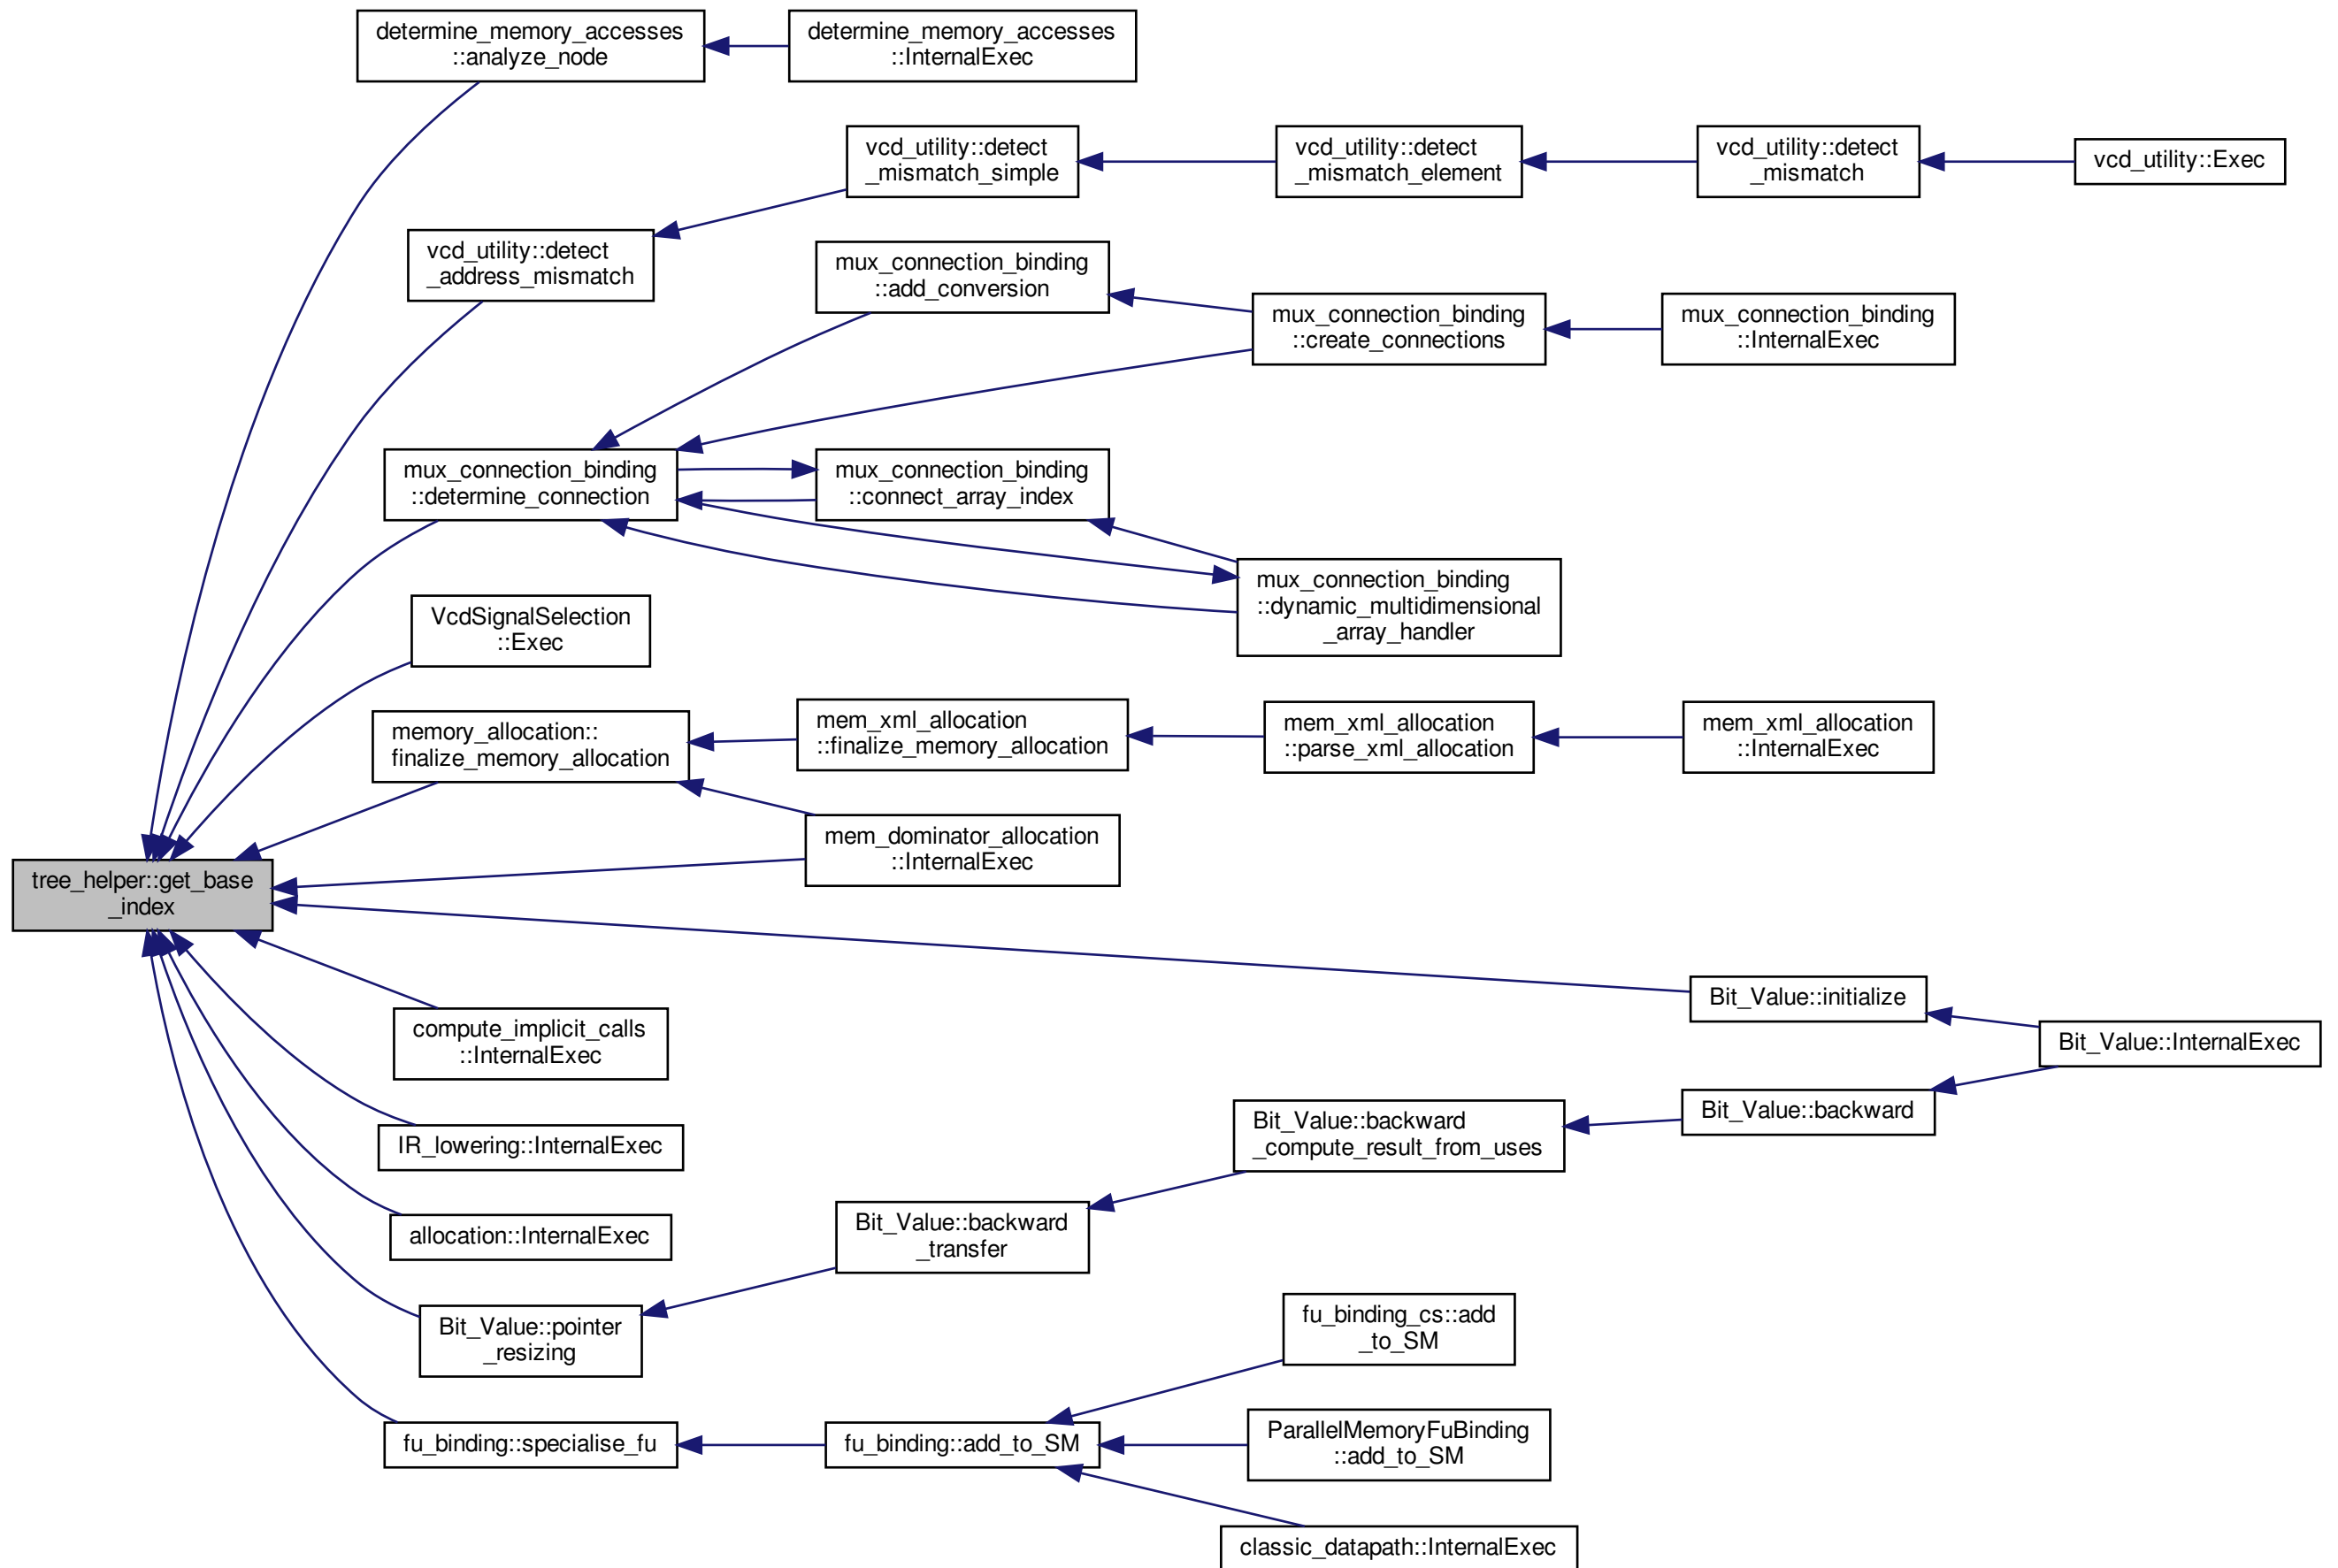 determine_memory_accesses
::analyze_node
determine_memory_accesses
::InternalExec
vcd_utility::detect
_mismatch_simple
vcd_utility::detect
_mismatch_element
vcd_utility::detect
_mismatch
vcd_utility::Exec
vcd_utility::detect
_address_mismatch
mux_connection_binding
::add_conversion
mux_connection_binding
::create_connections
mux_connection_binding
::InternalExec
mux_connection_binding
::determine_connection
mux_connection_binding
::connect_array_index
mux_connection_binding
::dynamic_multidimensional
_array_handler
VcdSignalSelection
::Exec
memory_allocation::
finalize_memory_allocation
mem_xml_allocation
::finalize_memory_allocation
mem_xml_allocation
::parse_xml_allocation
mem_xml_allocation
::InternalExec
mem_dominator_allocation
::InternalExec
tree_helper::get_base
_index
Bit_Value::initialize
compute_implicit_calls
::InternalExec
Bit_Value::InternalExec
IR_lowering::InternalExec
Bit_Value::backward
_compute_result_from_uses
Bit_Value::backward
allocation::InternalExec
Bit_Value::backward
_transfer
Bit_Value::pointer
_resizing
fu_binding_cs::add
_to_SM
fu_binding::specialise_fu
fu_binding::add_to_SM
ParallelMemoryFuBinding
::add_to_SM
classic_datapath::InternalExec